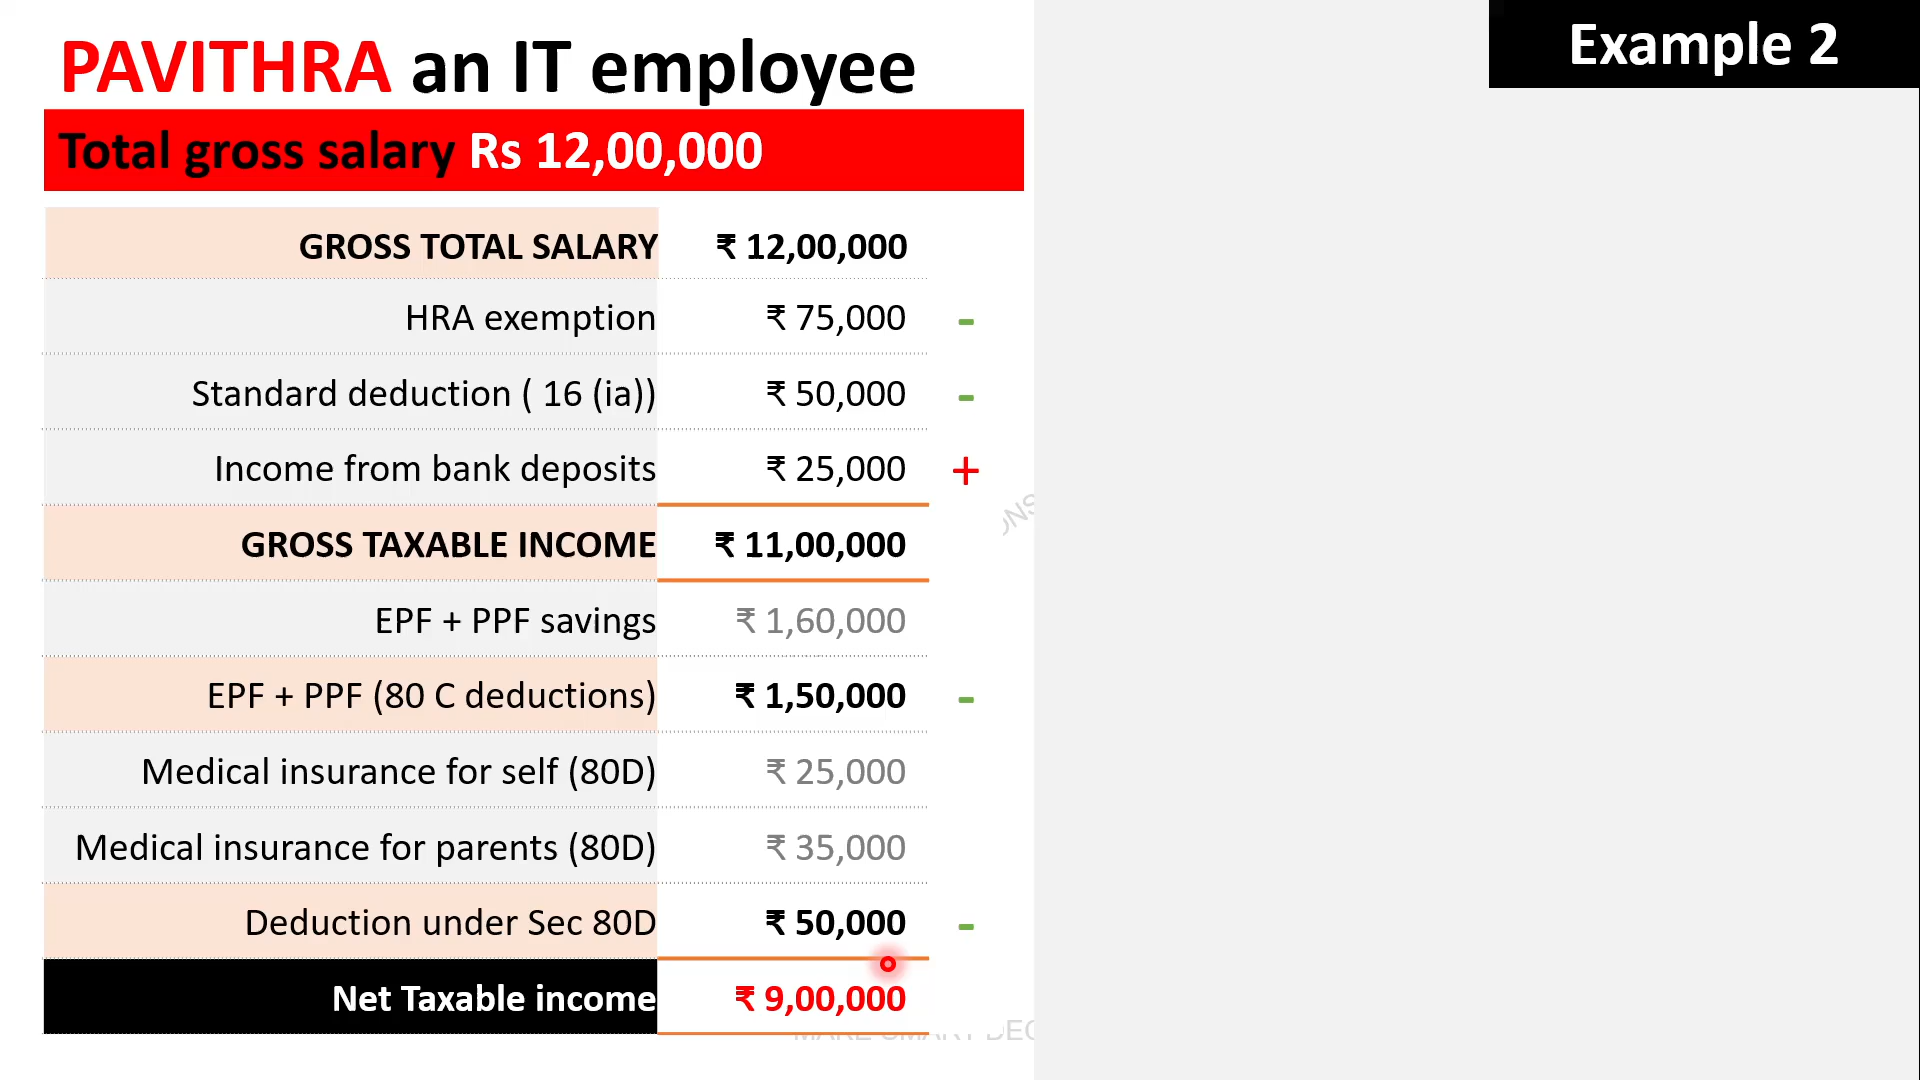 PAVITHRA an IT employee
Example 2
Total gross salary Rs 12,00,000
GROSS TOTAL SALARY ₹ 12,00,000
HRA exemption ₹ 75,000 -
Standard deduction ( 16 (ia)) ₹ 50,000 -
Income from bank deposits ₹ 25,000 +
GROSS TAXABLE INCOME ₹ 11,00,000
EPF + PPF savings ₹ 1,60,000
EPF + PPF (80 C deductions) ₹ 1,50,000 -
Medical insurance for self (80D) ₹ 25,000
Medical insurance for parents (80D) ₹ 35,000
Deduction under Sec 80D ₹ 50,000 -
Net Taxable income ₹ 9,00,000